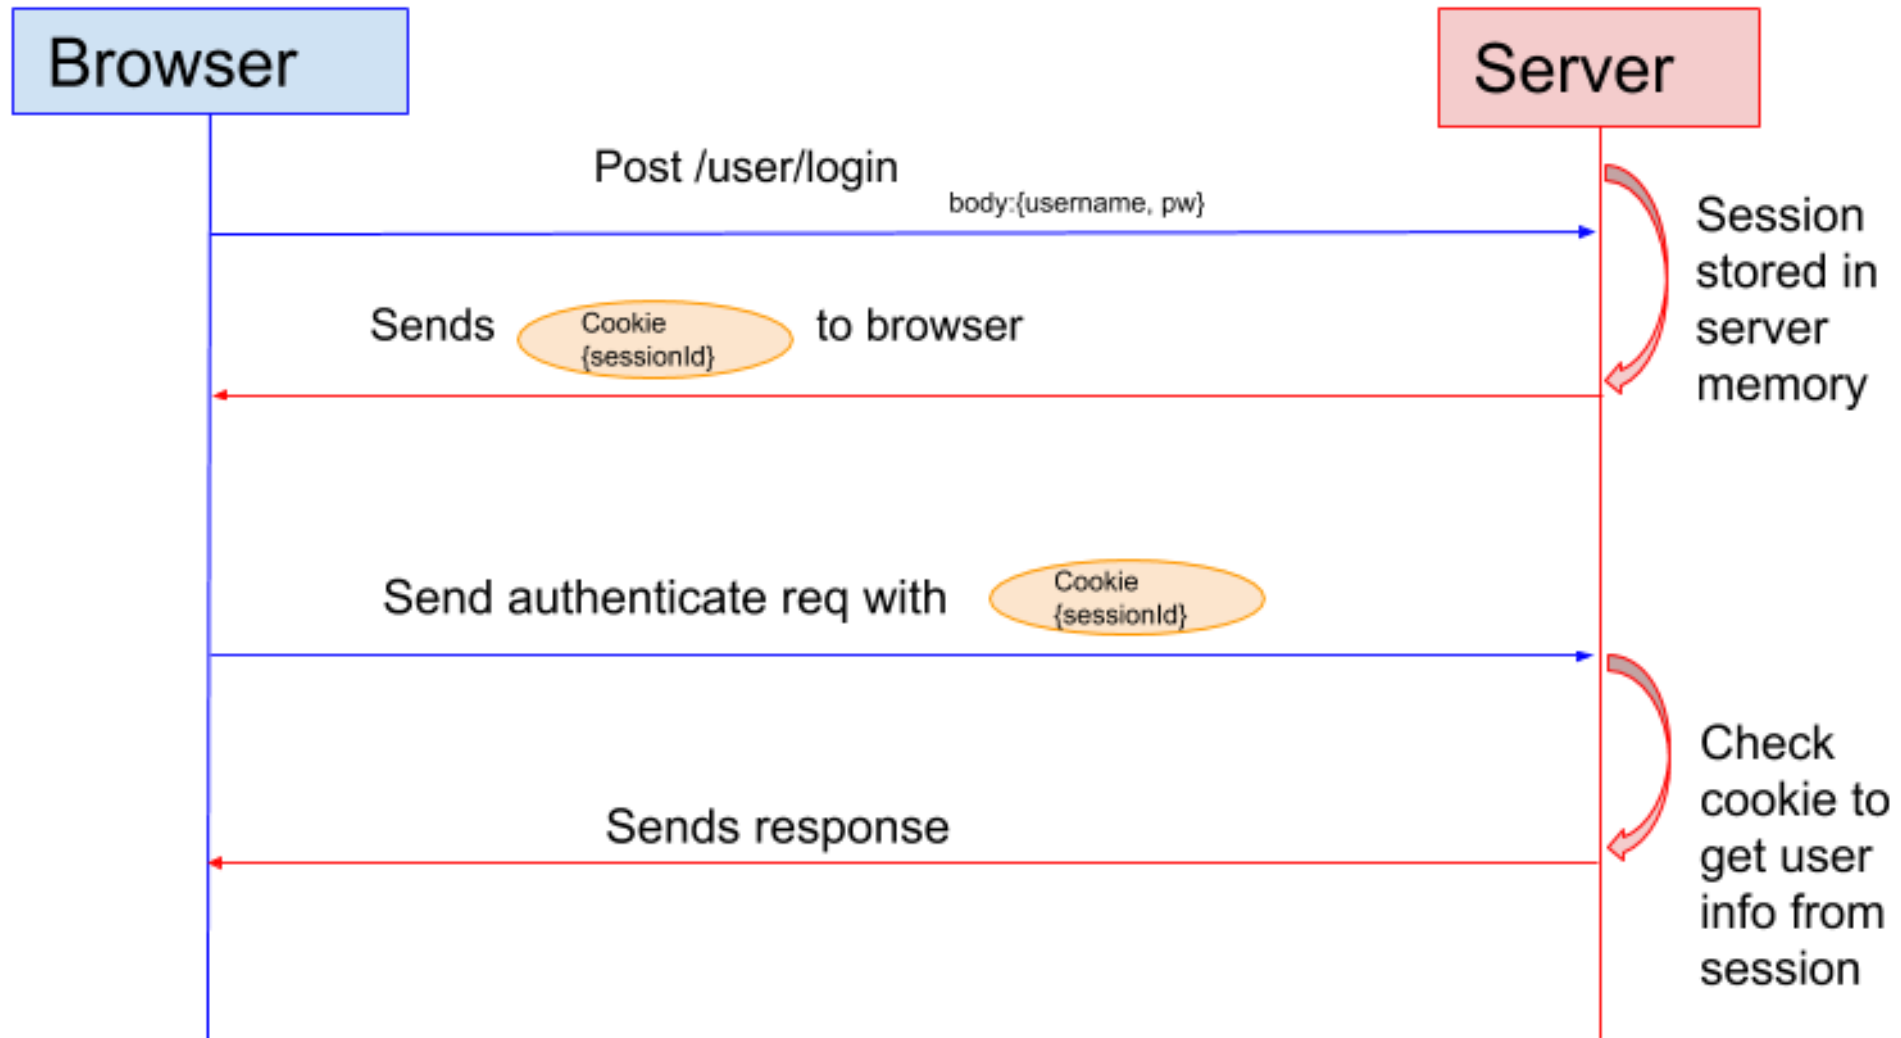 Browser
Server
Post /user/login
body:{username, pw}
Session
stored in
server
memory
Sends
Cookie
{sessionId}
to browser
Send authenticate req with
Cookie
{sessionId}
Check
cookie to
get user
info from
session
Sends response